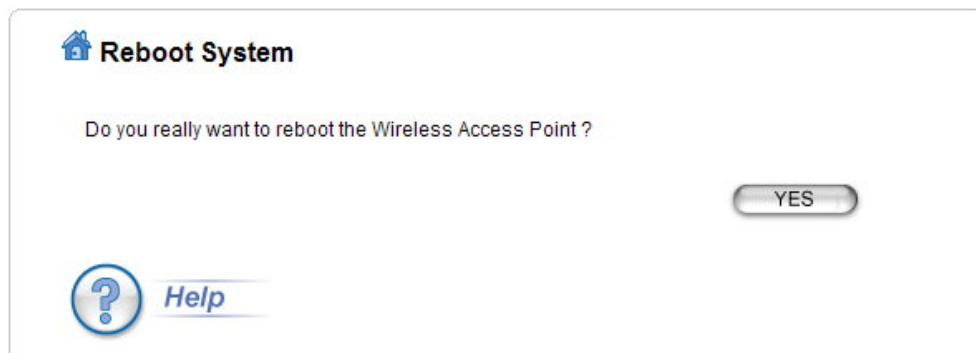 Reboot System
Do you really want to reboot the Wireless Access Point ?
YES
Help